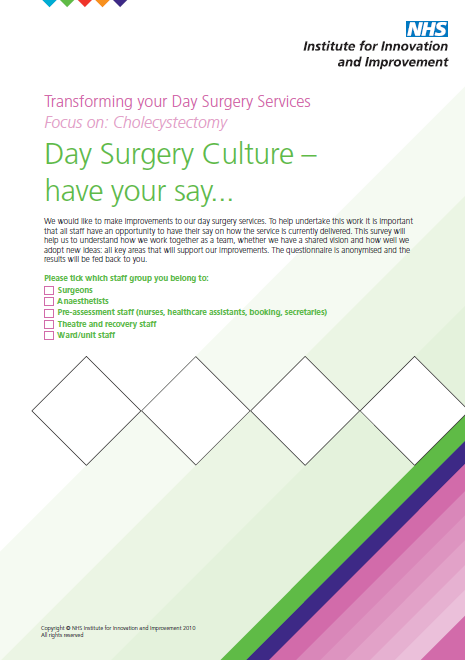 NHS
Institute for Innovation
and Improvement
Transforming your Day Surgery Services
Focus on: Cholecystectomy
Day Surgery Culture –
have your say...
We would like to make improvements to our day surgery services. To help undertake this work it is important
that all staff have an opportunity to have their say on how the service is currently delivered. This survey will
help us to understand how we work together as a team, whether we have a shared vision and how well we
adopt new ideas: all key areas that will support our improvements. The questionnaire is anonymised and the
results will be fed back to you.
Please tick which staff group you belong to:
Surgeons
Anaesthetists
Pre-assessment staff (nurses, healthcare assistants, booking, secretaries)
Theatre and recovery staff
Ward/unit staff
Copyright © NHS Institute for Innovation and Improvement 2010
All rights reserved